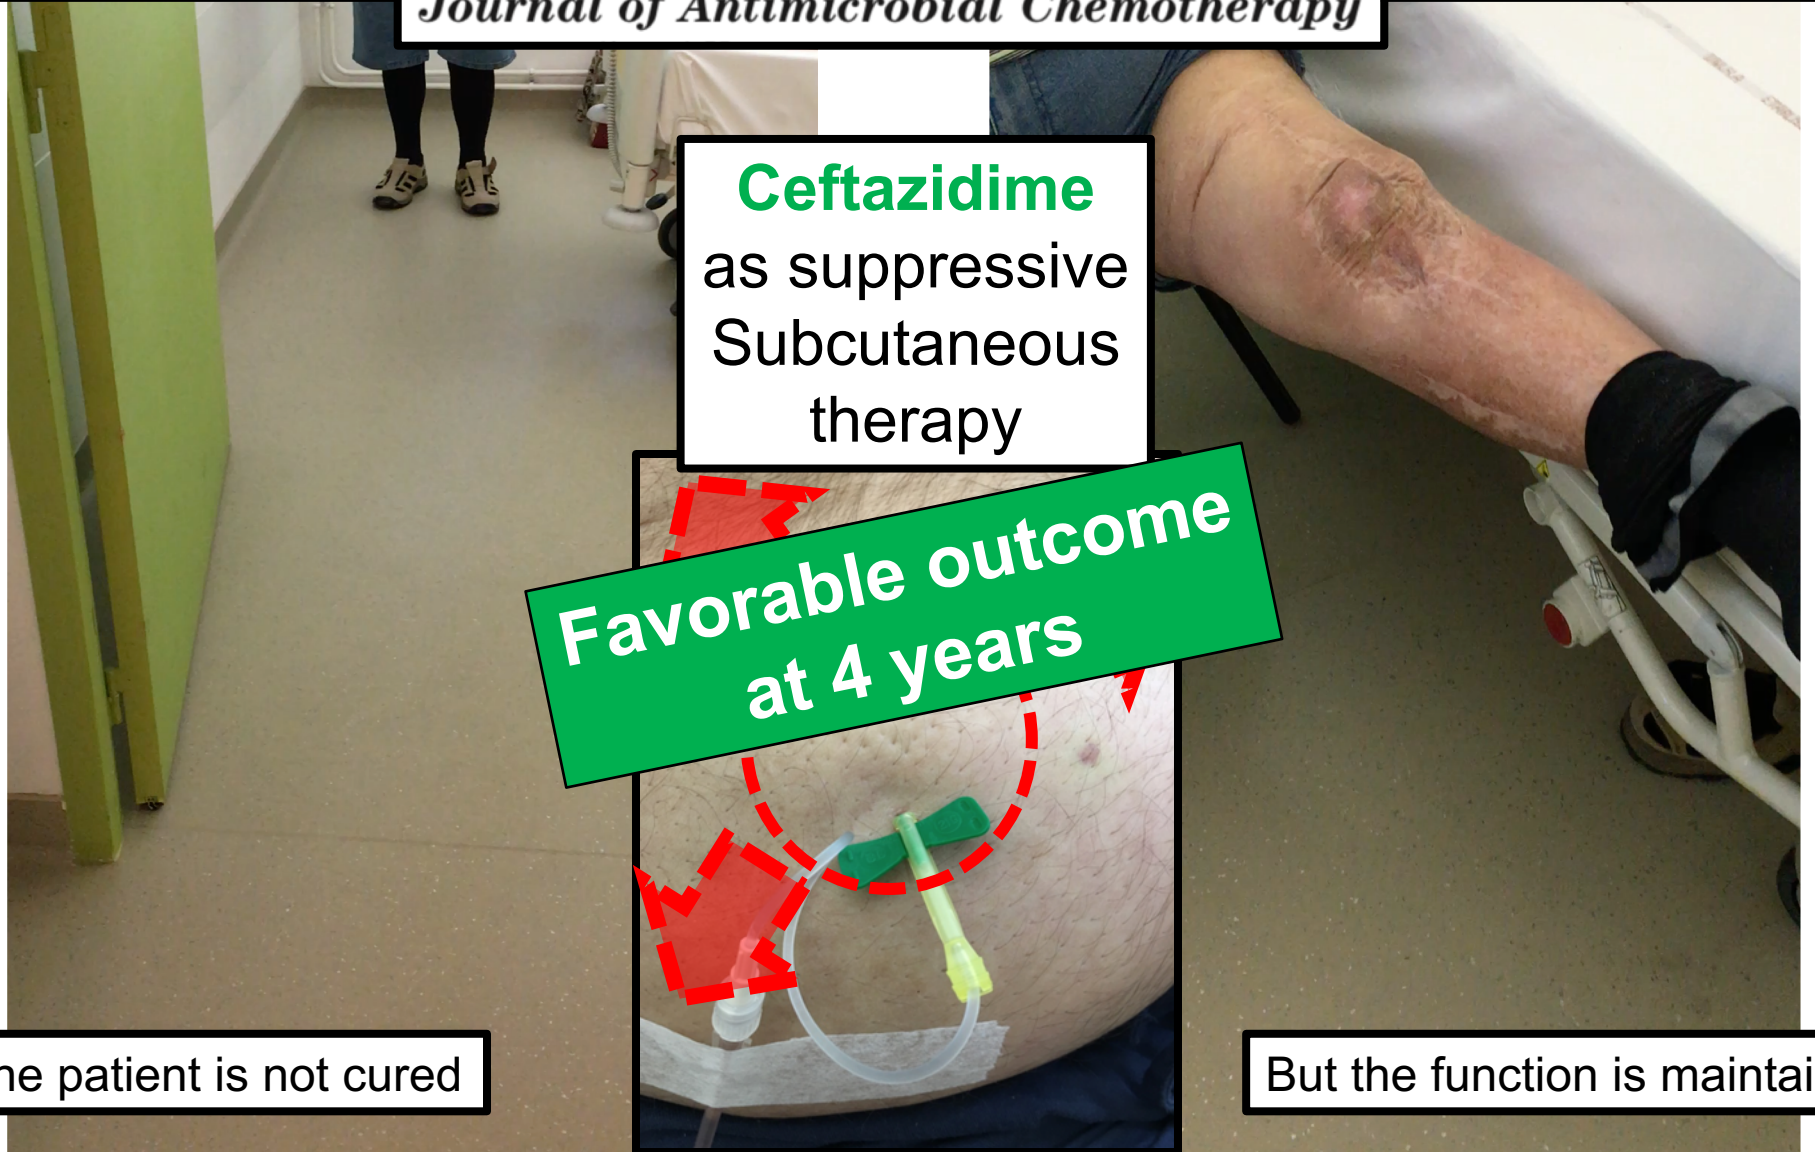 Journal of Antimicrobial Chemotherapy
Ceftazidime
as suppressive
Subcutaneous
therapy
Favorable outcome
at 4 years
he patient is not cured
But the function is maintai